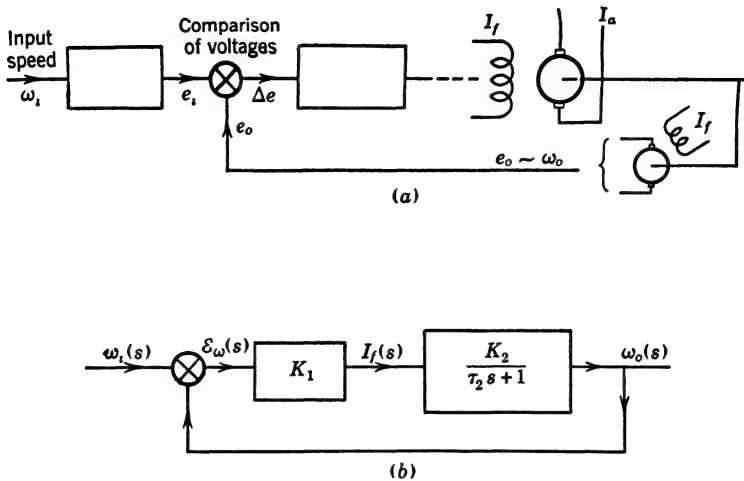 Input
speed
ω_i
Comparison
of voltages
e_i
Δe
e_o
I_f
I_a
I_f
e_o ~ ω_o
(a)
ω_i(s)
ℰ_ω(s)
K_1
I_f(s)
K_2
τ_2 s + 1
ω_o(s)
(b)